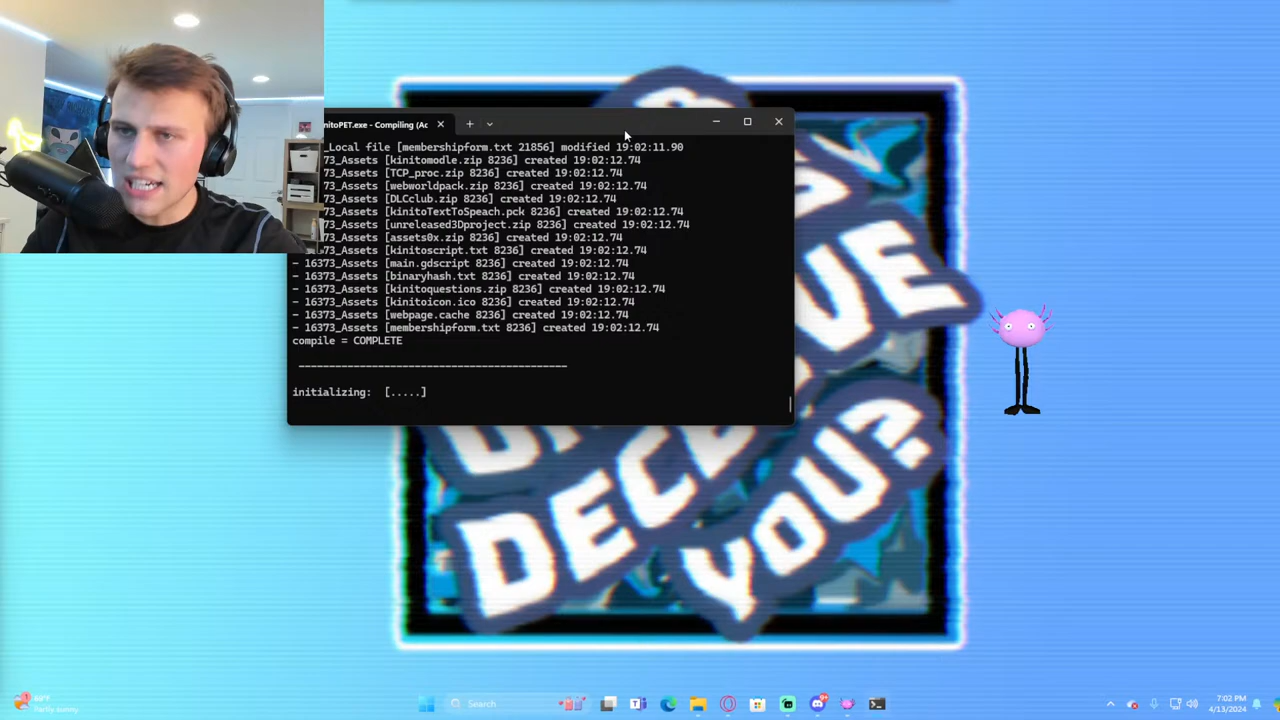 nitoPET.exe - Compiling (Ac
_Local file [membershipform.txt 21856] modified 19:02:11.90
73_Assets [kinitomodle.zip 8236] created 19:02:12.74
73_Assets [TCP_proc.zip 8236] created 19:02:12.74
73_Assets [webworldpack.zip 8236] created 19:02:12.74
73_Assets [DLCclub.zip 8236] created 19:02:12.74
73_Assets [kinitoTextToSpeach.pck 8236] created 19:02:12.74
73_Assets [unreleased3Dproject.zip 8236] created 19:02:12.74
73_Assets [assets0x.zip 8236] created 19:02:12.74
73_Assets [kinitoscript.txt 8236] created 19:02:12.74
- 16373_Assets [main.gdscript 8236] created 19:02:12.74
- 16373_Assets [binaryhash.txt 8236] created 19:02:12.74
- 16373_Assets [kinitoquestions.zip 8236] created 19:02:12.74
- 16373_Assets [kinitoicon.ico 8236] created 19:02:12.74
- 16373_Assets [webpage.cache 8236] created 19:02:12.74
- 16373_Assets [membershipform.txt 8236] created 19:02:12.74
compile = COMPLETE
---------------------------------------------
initializing: [.....]
DECEIVE
YOU?
Partly sunny
Search
9+
7:02 PM
4/13/2024